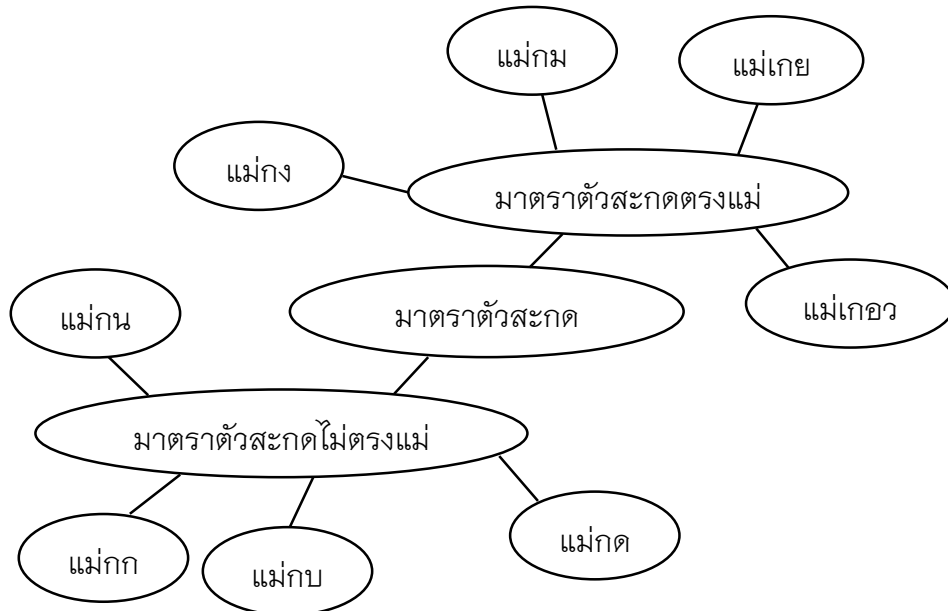 แม่กม
แม่เกย
แม่กง
มาตราตัวสะกดตรงแม่
แม่เกอว
มาตราตัวสะกด
แม่กน
มาตราตัวสะกดไม่ตรงแม่
แม่กก
แม่กบ
แม่กด